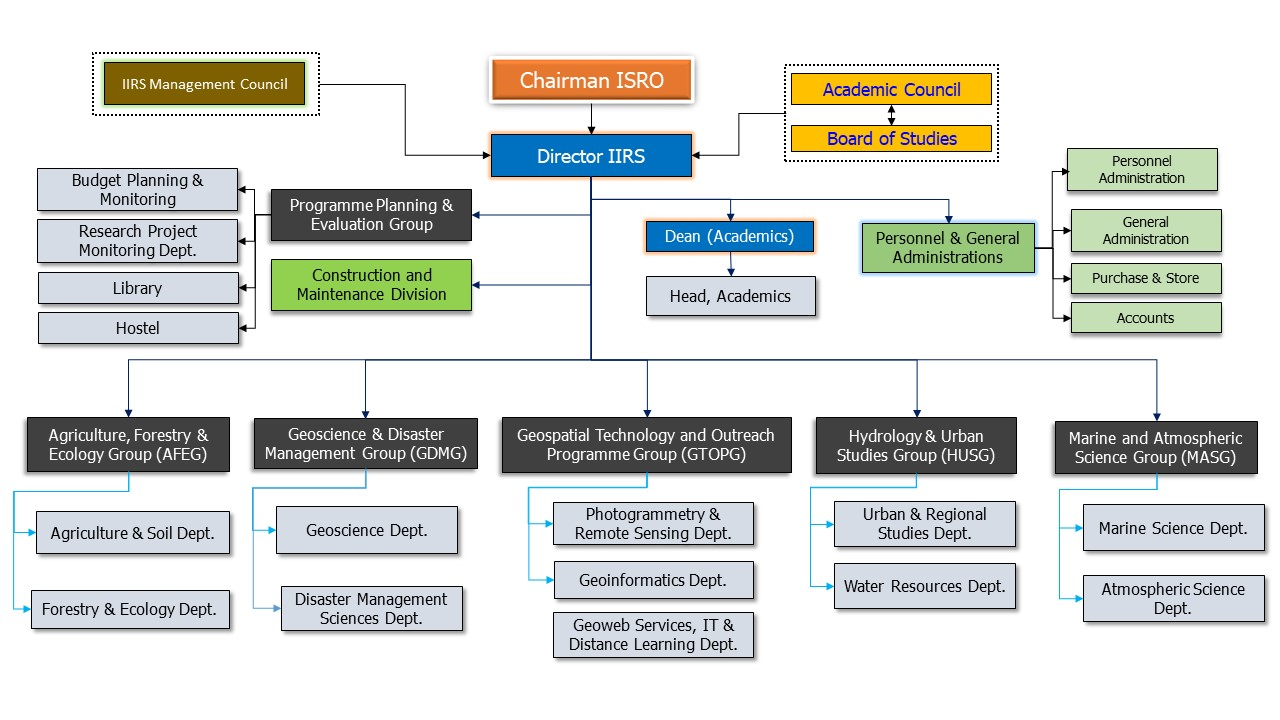 IIRS Management Council
Chairman ISRO
Academic Council
Board of Studies
Director IIRS
Budget Planning &
Monitoring
Research Project
Monitoring Dept.
Library
Hostel
Programme Planning &
Evaluation Group
Construction and
Maintenance Division
Dean (Academics)
Head, Academics
Personnel & General
Administrations
Personnel
Administration
General
Administration
Purchase & Store
Accounts
Agriculture, Forestry &
Ecology Group (AFEG)
Agriculture & Soil Dept.
Forestry & Ecology Dept.
Geoscience & Disaster
Management Group (GDMG)
Geoscience Dept.
Disaster Management
Sciences Dept.
Geospatial Technology and Outreach
Programme Group (GTOPG)
Photogrammetry &
Remote Sensing Dept.
Geoinformatics Dept.
Geoweb Services, IT &
Distance Learning Dept.
Hydrology & Urban
Studies Group (HUSG)
Urban & Regional
Studies Dept.
Water Resources Dept.
Marine and Atmospheric
Science Group (MASG)
Marine Science Dept.
Atmospheric Science
Dept.